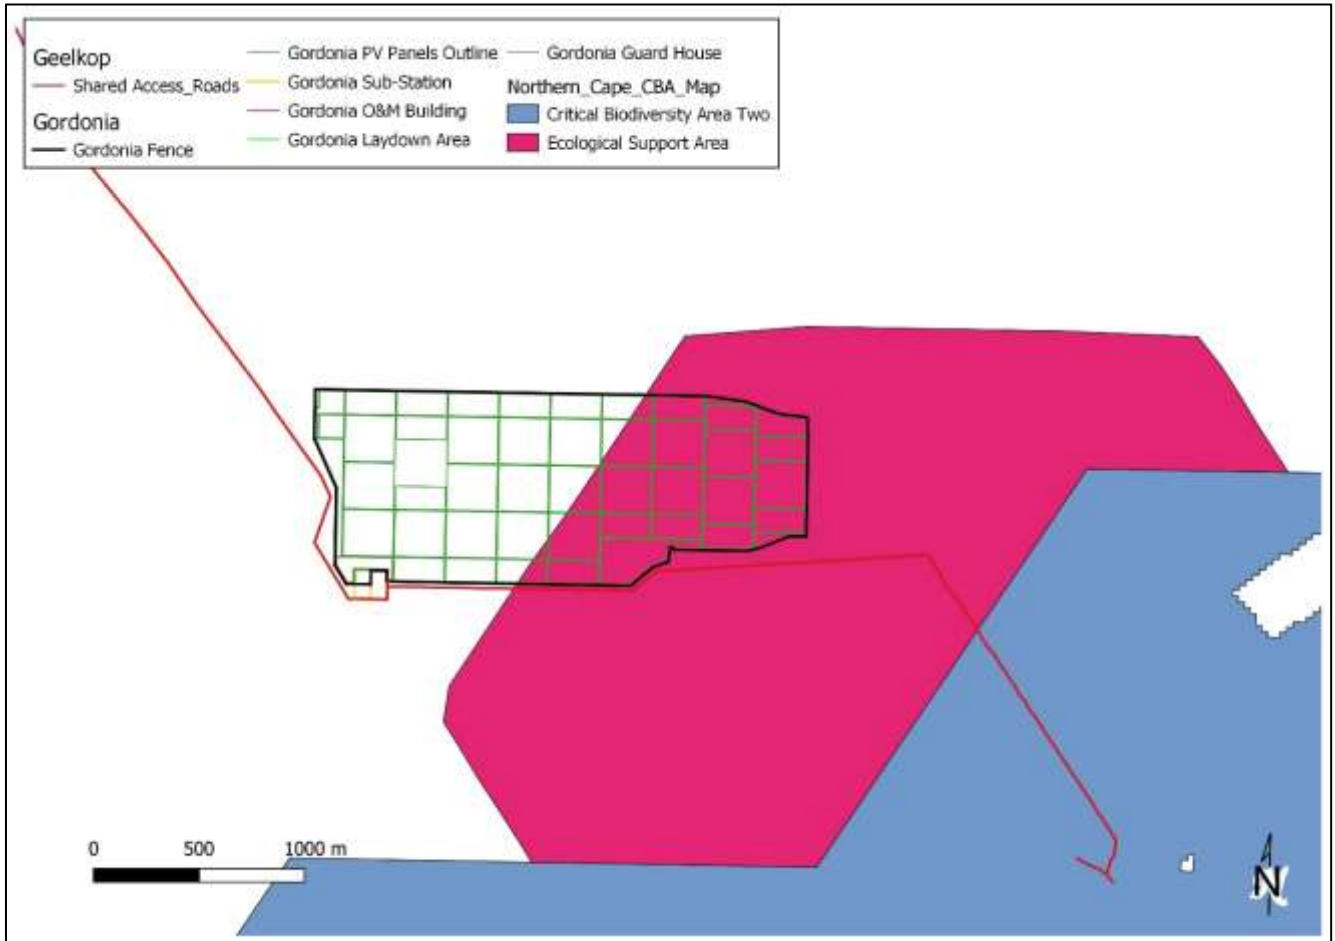 Geelkop
Shared Access_Roads
Gordonia
Gordonia Fence
Gordonia PV Panels Outline
Gordonia Sub-Station
Gordonia O&M Building
Gordonia Laydown Area
Gordonia Guard House
Northern_Cape_CBA_Map
Critical Biodiversity Area Two
Ecological Support Area
0 500 1000 m
N